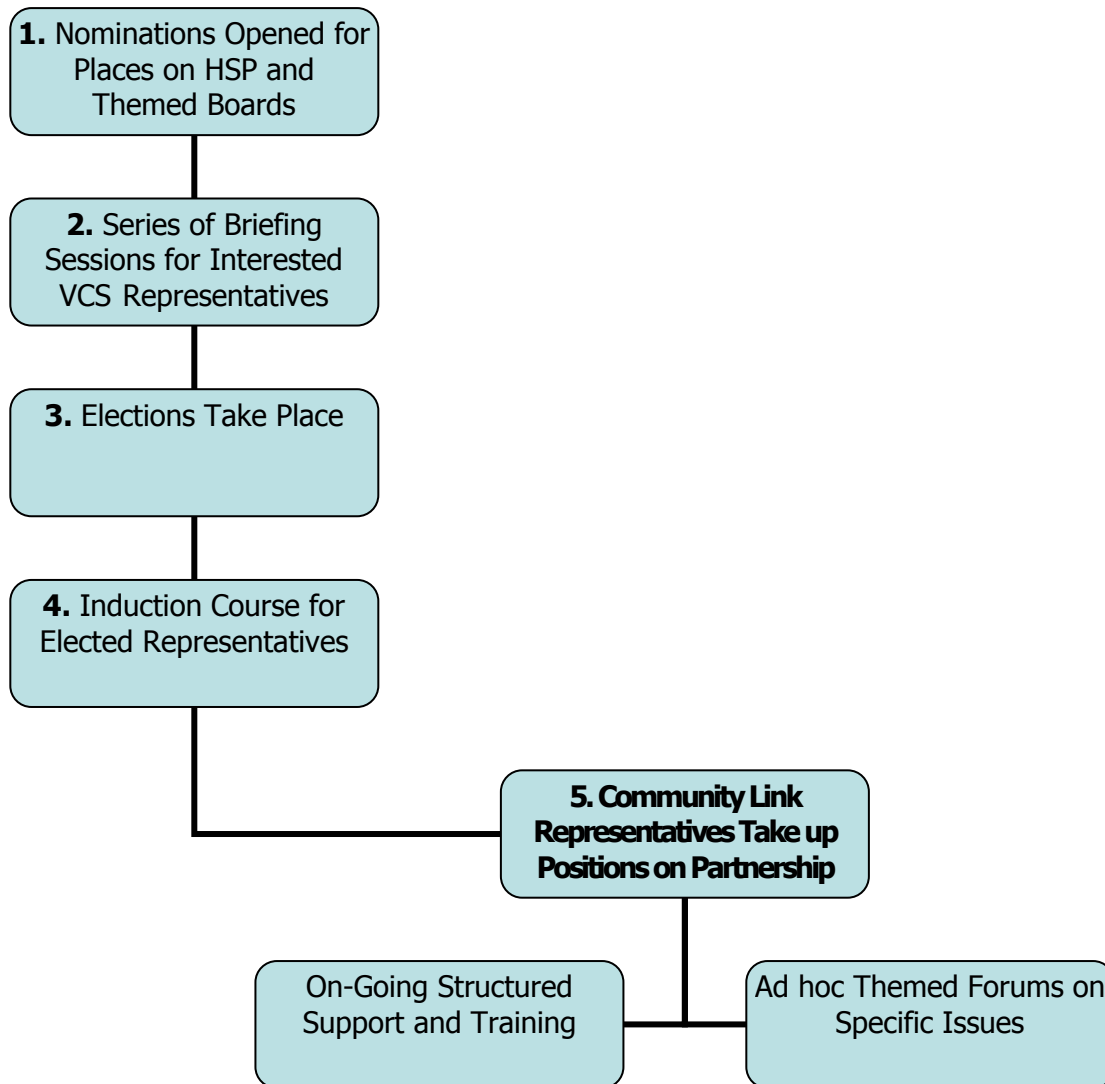 1. Nominations Opened for
Places on HSP and
Themed Boards
2. Series of Briefing
Sessions for Interested
VCS Representatives
3. Elections Take Place
4. Induction Course for
Elected Representatives
5. Community Link
Representatives Take up
Positions on Partnership
On-Going Structured
Support and Training
Ad hoc Themed Forums on
Specific Issues